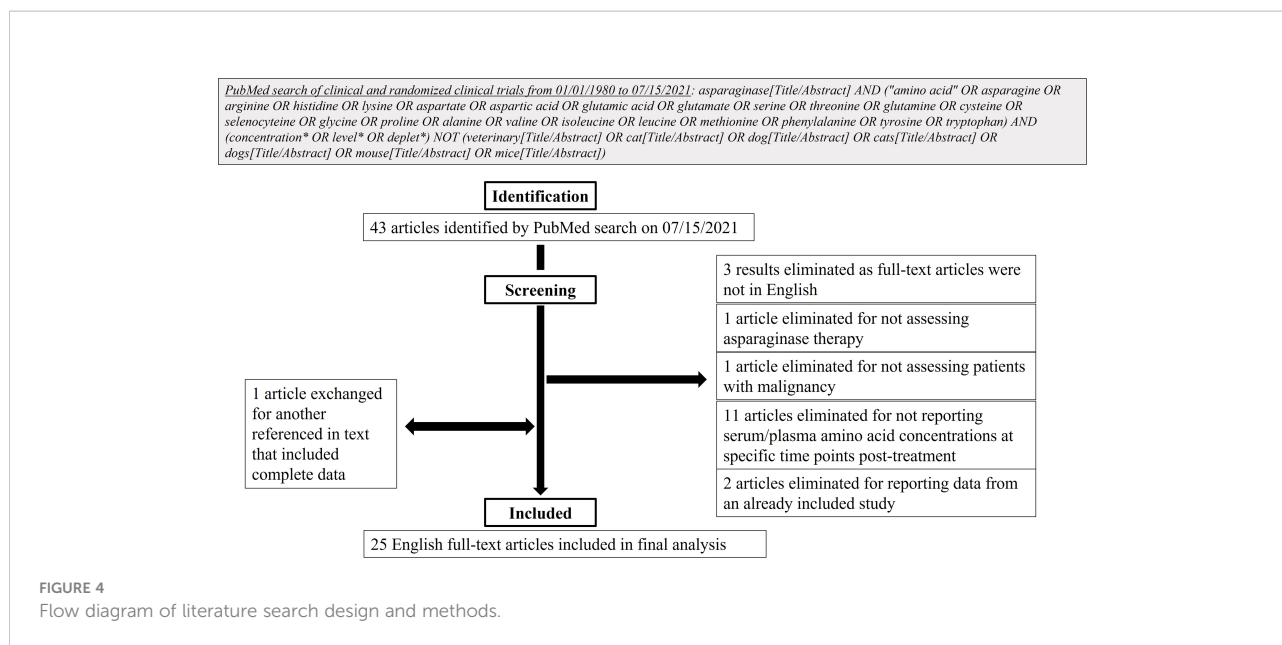 PubMed search of clinical and randomized clinical trials from 01/01/1980 to 07/15/2021: asparaginase[Title/Abstract] AND ("amino acid" OR asparagine OR
arginine OR histidine OR lysine OR aspartate OR aspartic acid OR glutamic acid OR glutamate OR serine OR threonine OR glutamine OR cysteine OR
selenocyteine OR glycine OR proline OR alanine OR valine OR isoleucine OR leucine OR methionine OR phenylalanine OR tyrosine OR tryptophan) AND
(concentration* OR level* OR deplet*) NOT (veterinary[Title/Abstract] OR cat[Title/Abstract] OR dog[Title/Abstract] OR cats[Title/Abstract] OR
dogs[Title/Abstract] OR mouse[Title/Abstract] OR mice[Title/Abstract])
Identification
43 articles identified by PubMed search on 07/15/2021
Screening
3 results eliminated as full-text articles were
not in English
1 article eliminated for not assessing
asparaginase therapy
1 article eliminated for not assessing patients
with malignancy
11 articles eliminated for not reporting
serum/plasma amino acid concentrations at
specific time points post-treatment
2 articles eliminated for reporting data from
an already included study
1 article exchanged
for another
referenced in text
that included
complete data
Included
25 English full-text articles included in final analysis
FIGURE 4
Flow diagram of literature search design and methods.